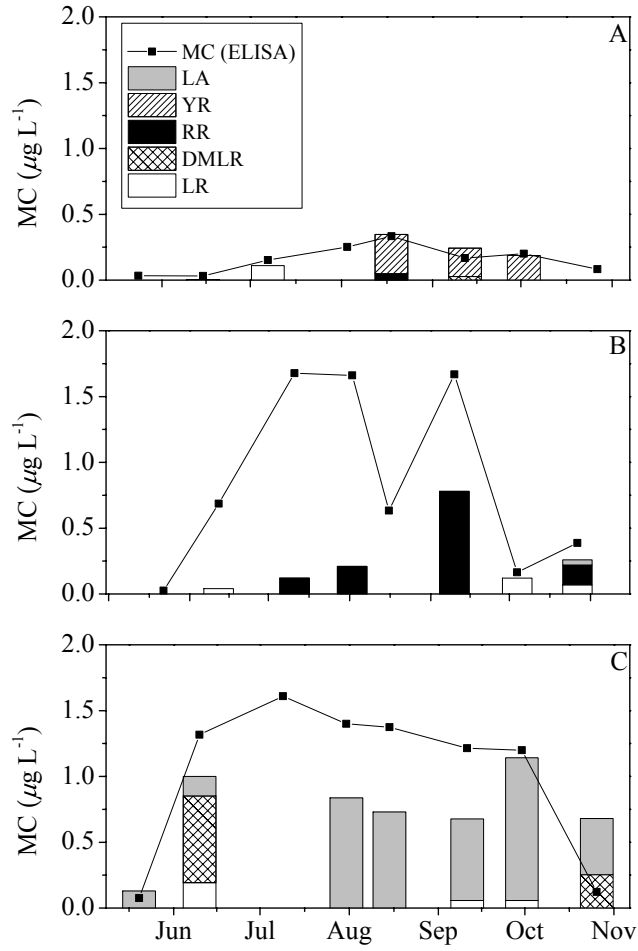 2.0
A
MC (ELISA)
LA
YR
RR
DMLR
LR
1.5
1.0
0.5
0.0
MC (μg L⁻¹)
2.0
B
1.5
1.0
0.5
0.0
MC (μg L⁻¹)
2.0
C
1.5
1.0
0.5
0.0
MC (μg L⁻¹)
Jun Jul Aug Sep Oct Nov